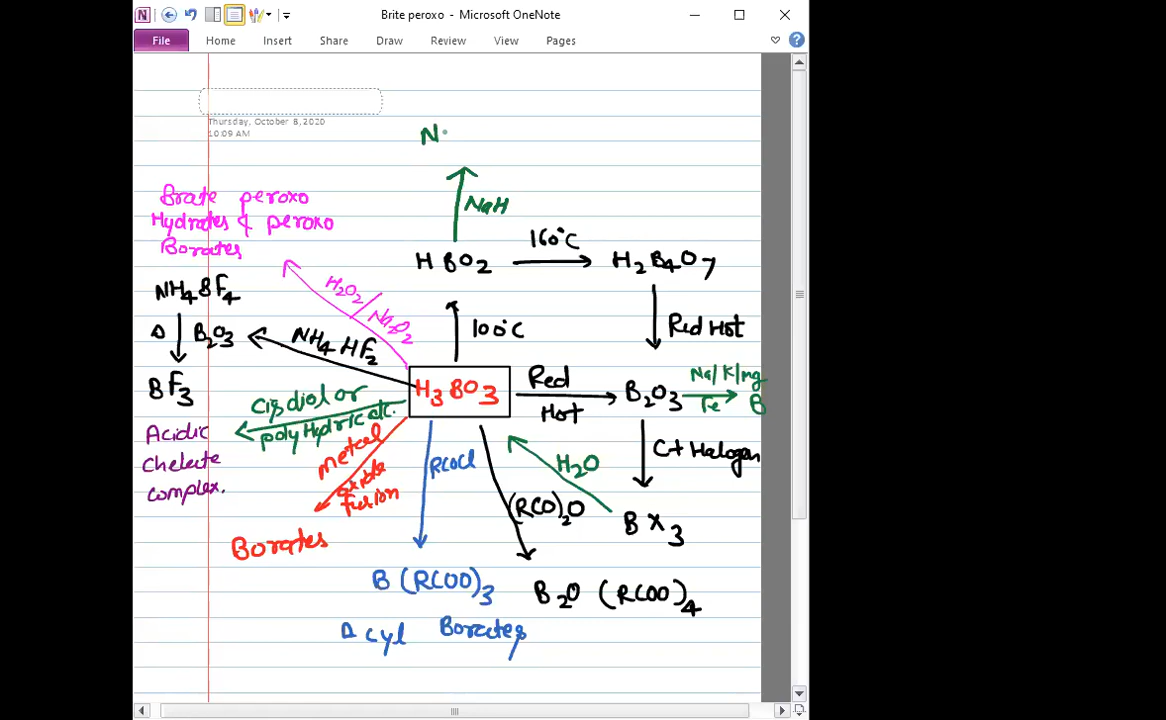 Brite peroxo - Microsoft OneNote
File Home Insert Share Draw Review View Pages
Thursday, October 8, 2020
10:09 AM
N
NaH
Brate peroxo
Hydrates & peroxo
Borates
HBO2 160°C H2B4O7
NH4BF4
H2O2/Na2O2
Δ B2O3
NH4HF2
100°C
Red Hot
BF3
H3BO3
Red
Hot
B2O3
Na/K/mg
Fe
B
Cis diol or
polyHydric alc.
Acidic
Chelate
complex.
metal
oxide
fusion
RCOCl
H2O
C+ Halogen
(RCO)2O
BX3
Borates
B(RCOO)3
B2O(RCOO)4
Acyl Borates